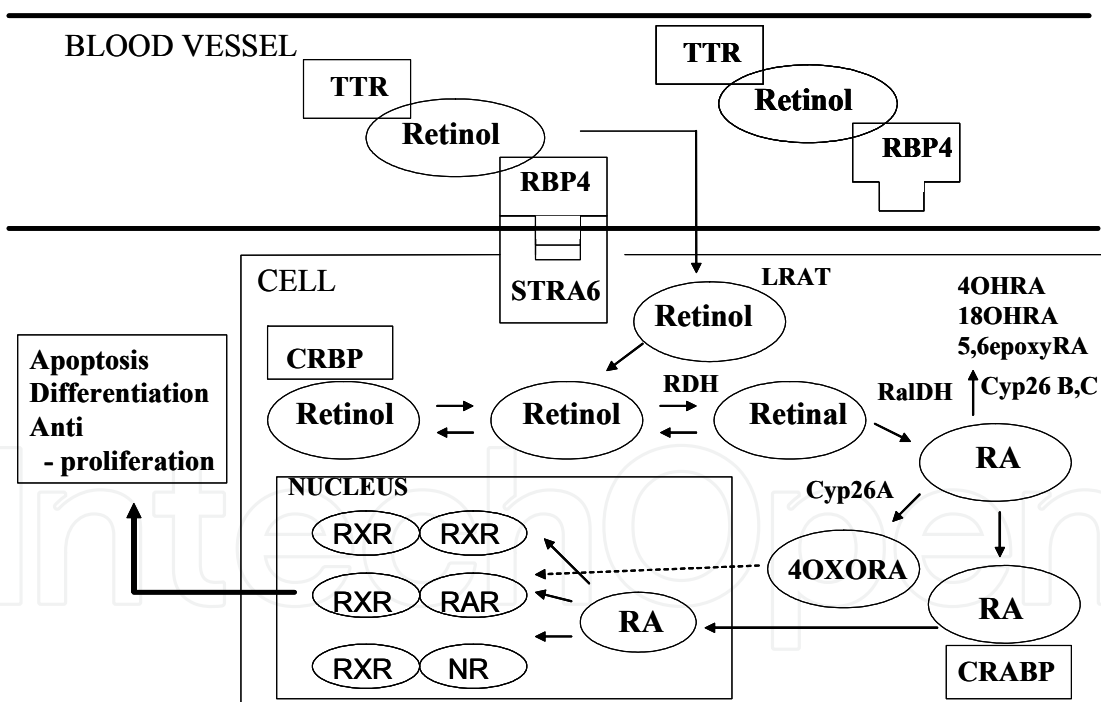 BLOOD VESSEL
TTR
Retinol
RBP4
TTR
Retinol
RBP4
CELL
STRA6
LRAT
Retinol
4OHRA
18OHRA
5,6epoxyRA
Cyp26 B,C
CRBP
Retinol
Retinol
RDH
Retinal
RalDH
RA
Apoptosis
Differentiation
Anti
- proliferation
NUCLEUS
RXR RXR
RXR RAR
RXR NR
RA
Cyp26A
4OXORA
RA
CRABP
IntechOpen